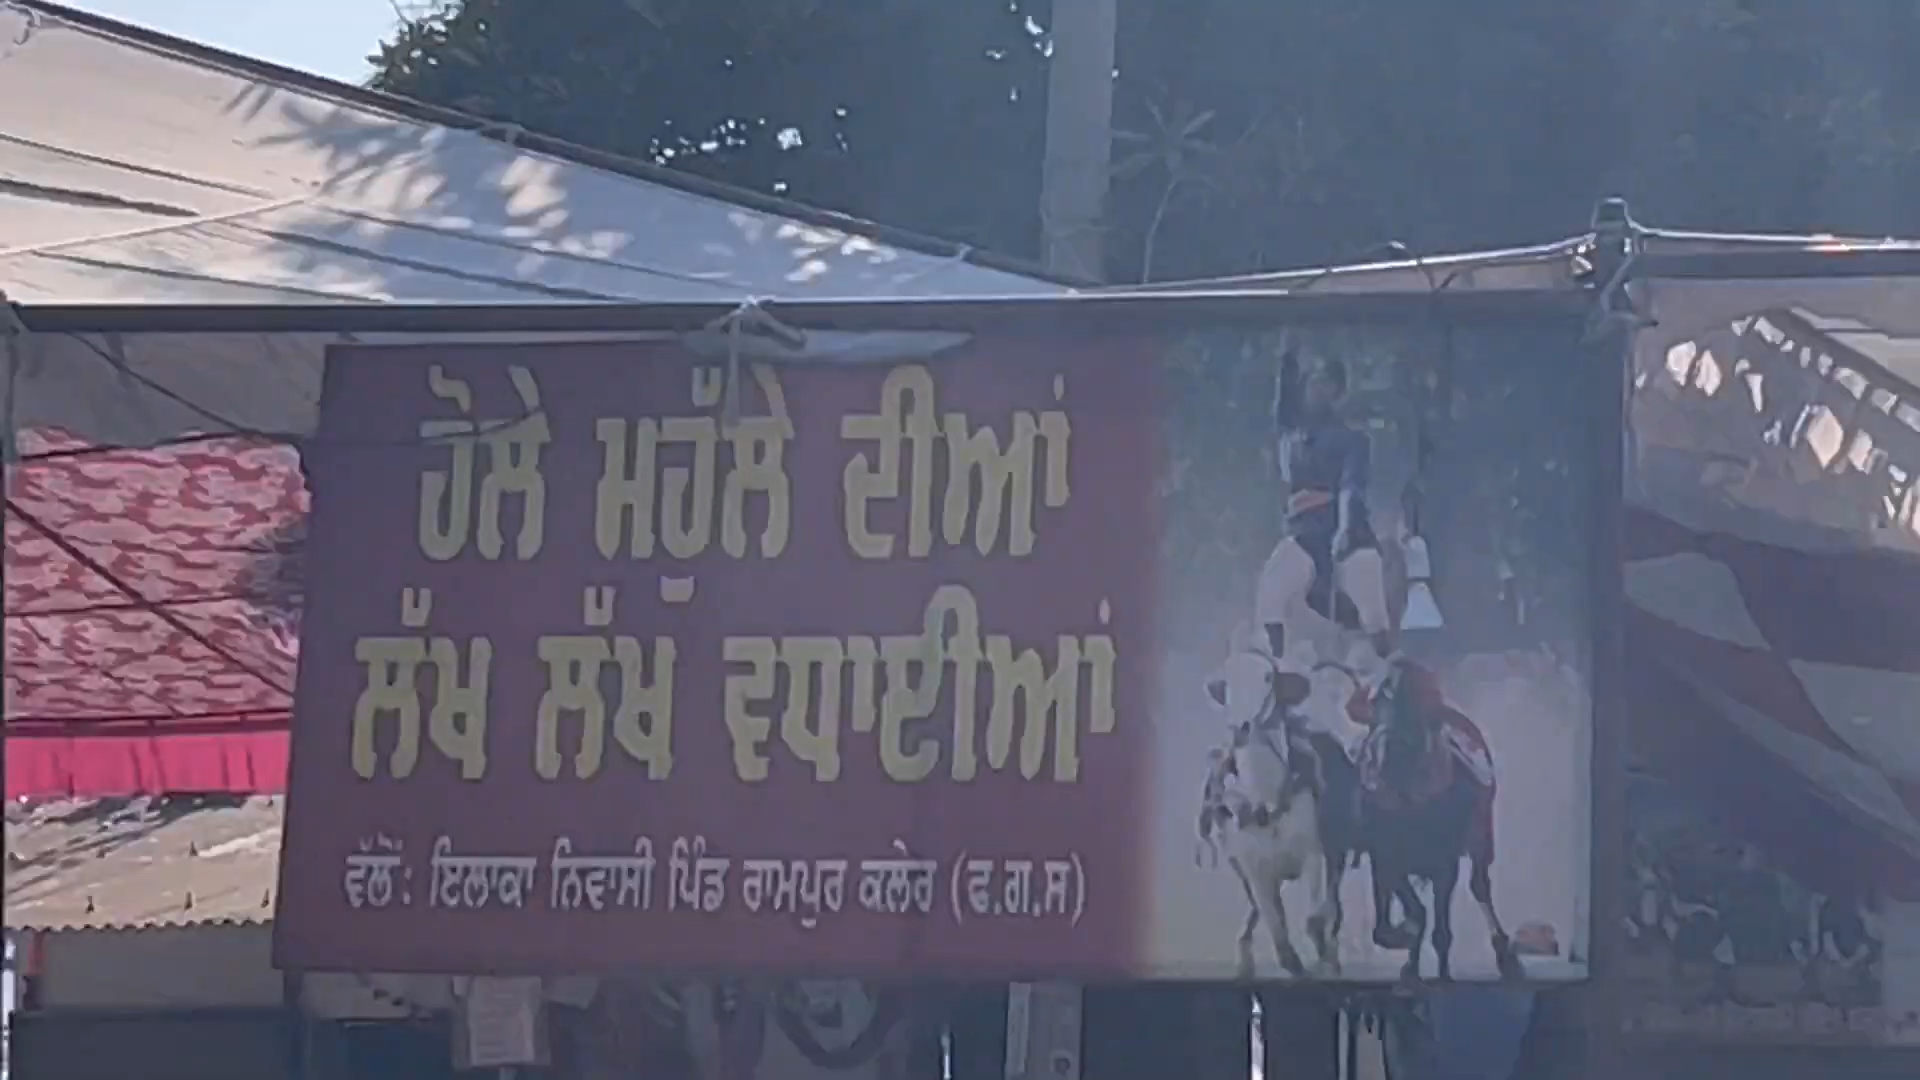 ਹੋਲੇ ਮਹੁੱਲੇ ਦੀਆਂ
ਲੱਖ ਲੱਖ ਵਧਾਈਆਂ
ਵੱਲੋਂ: ਇਲਾਕਾ ਨਿਵਾਸੀ ਪਿੰਡ ਰਾਮਪੁਰ ਕਲੇਰ (ਫ.ਗ.ਸ)